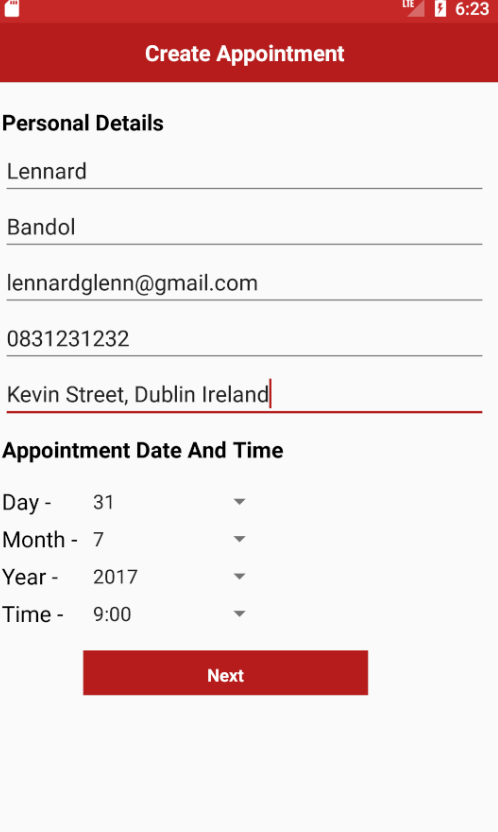 LTE 6:23
Create Appointment
Personal Details
Lennard
Bandol
lennardglenn@gmail.com
0831231232
Kevin Street, Dublin Ireland
Appointment Date And Time
Day - 31
Month - 7
Year - 2017
Time - 9:00
Next